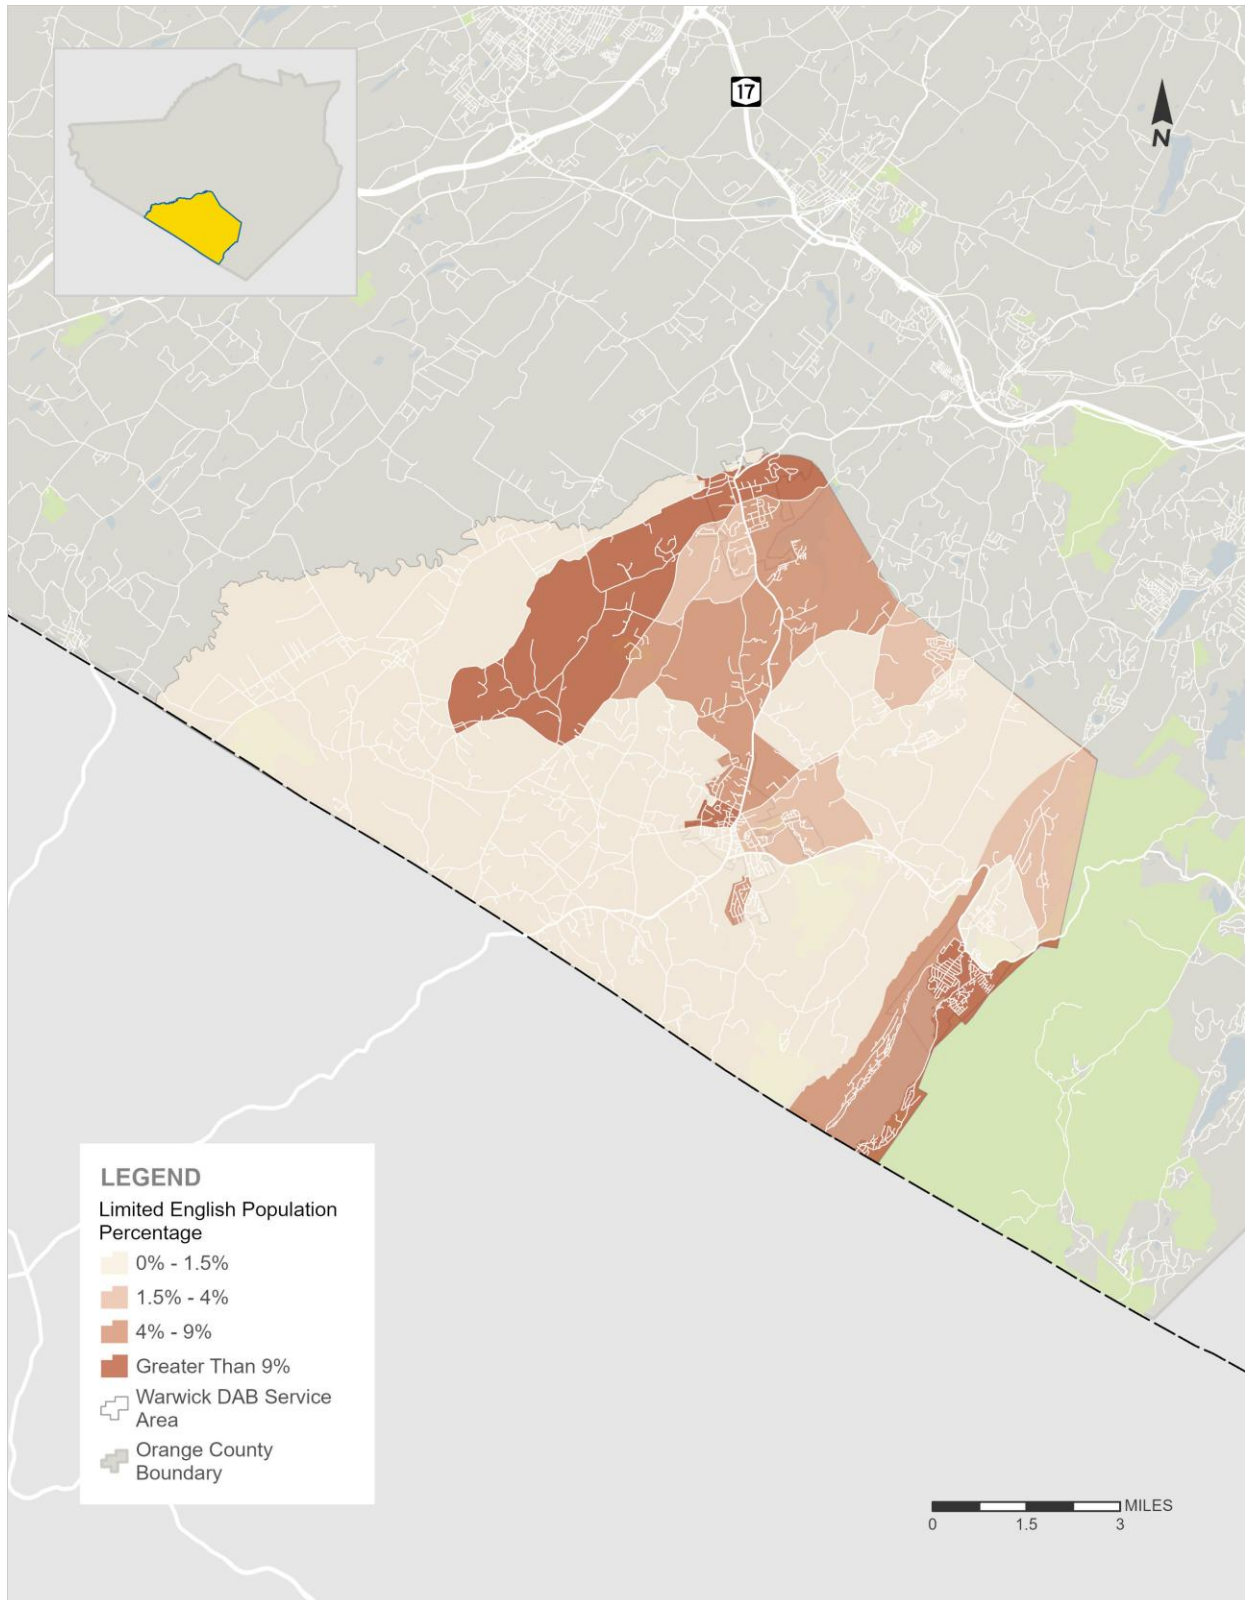 17
N
LEGEND
Limited English Population
Percentage
0% - 1.5%
1.5% - 4%
4% - 9%
Greater Than 9%
Warwick DAB Service
Area
Orange County
Boundary
MILES
0 1.5 3